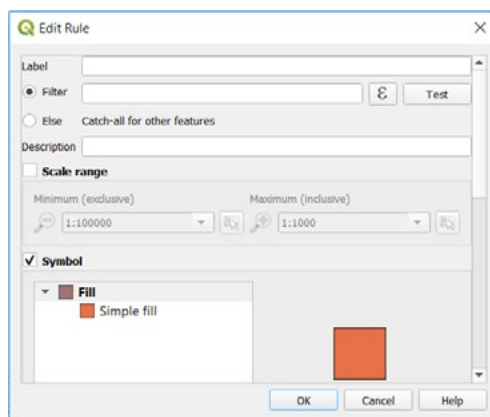 Edit Rule
Label
Filter ε Test
Else Catch-all for other features
Description
Scale range
Minimum (exclusive) Maximum (inclusive)
1:100000 1:1000
Symbol
Fill
Simple fill
OK Cancel Help